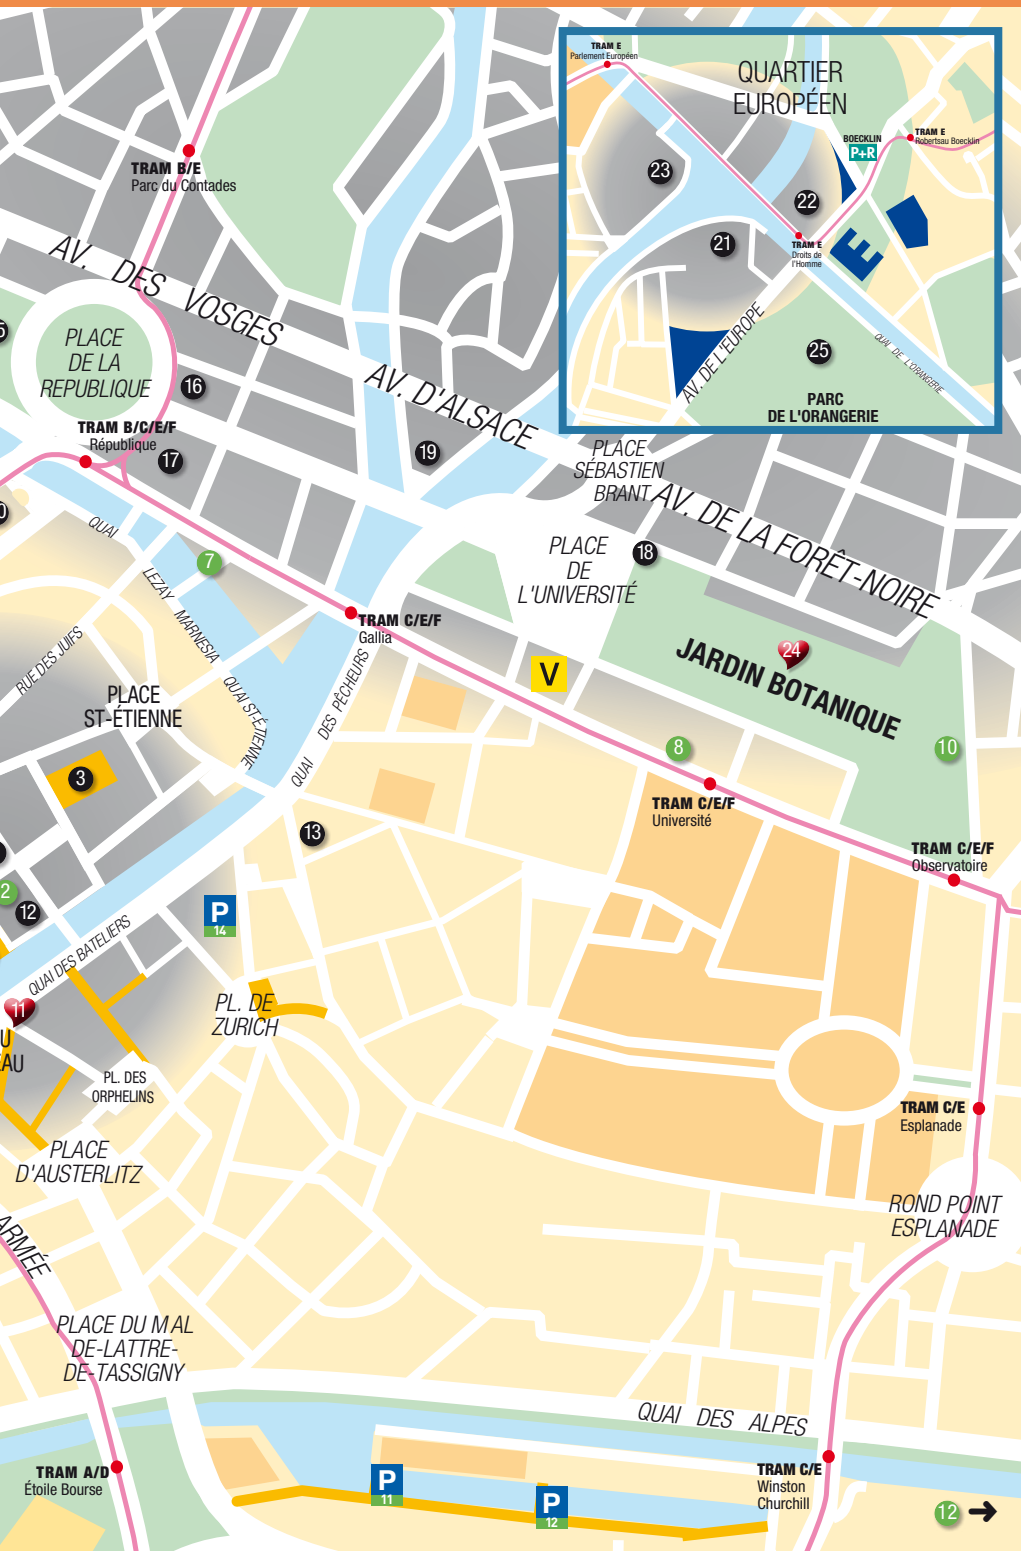 TRAM E
Parlement Européen
QUARTIER
EUROPÉEN
BOECKLIN
P+R
TRAM E
Robertsau Boecklin
23
22
21
TRAM E
Droits de
l'Homme
E
AV. DE L'EUROPE
25
QUAI DE L'ORANGERIE
PARC
DE L'ORANGERIE
TRAM B/E
Parc du Contades
AV. DES VOSGES
PLACE
DE LA
REPUBLIQUE
16
AV. D'ALSACE
TRAM B/C/E/F
République
17
19
PLACE
SÉBASTIEN
BRANT
AV. DE LA FORÊT-NOIRE
QUAI
LEZAY MARNESIA
7
PLACE
DE
L'UNIVERSITÉ
18
TRAM C/E/F
Gallia
RUE DES JUIFS
QUAI ST-ÉTIENNE
QUAI DES PÊCHEURS
V
24
JARDIN BOTANIQUE
PLACE
ST-ÉTIENNE
3
8
10
TRAM C/E/F
Université
13
TRAM C/E/F
Observatoire
2
12
P
14
QUAI DES BATELIERS
11
U
EAU
PL. DE
ZURICH
PL. DES
ORPHELINS
TRAM C/E
Esplanade
PLACE
D'AUSTERLITZ
ROND POINT
ESPLANADE
ARMÉE
PLACE DU MAL
DE-LATTRE-
DE-TASSIGNY
QUAI DES ALPES
TRAM A/D
Étoile Bourse
P
11
P
12
TRAM C/E
Winston
Churchill
12